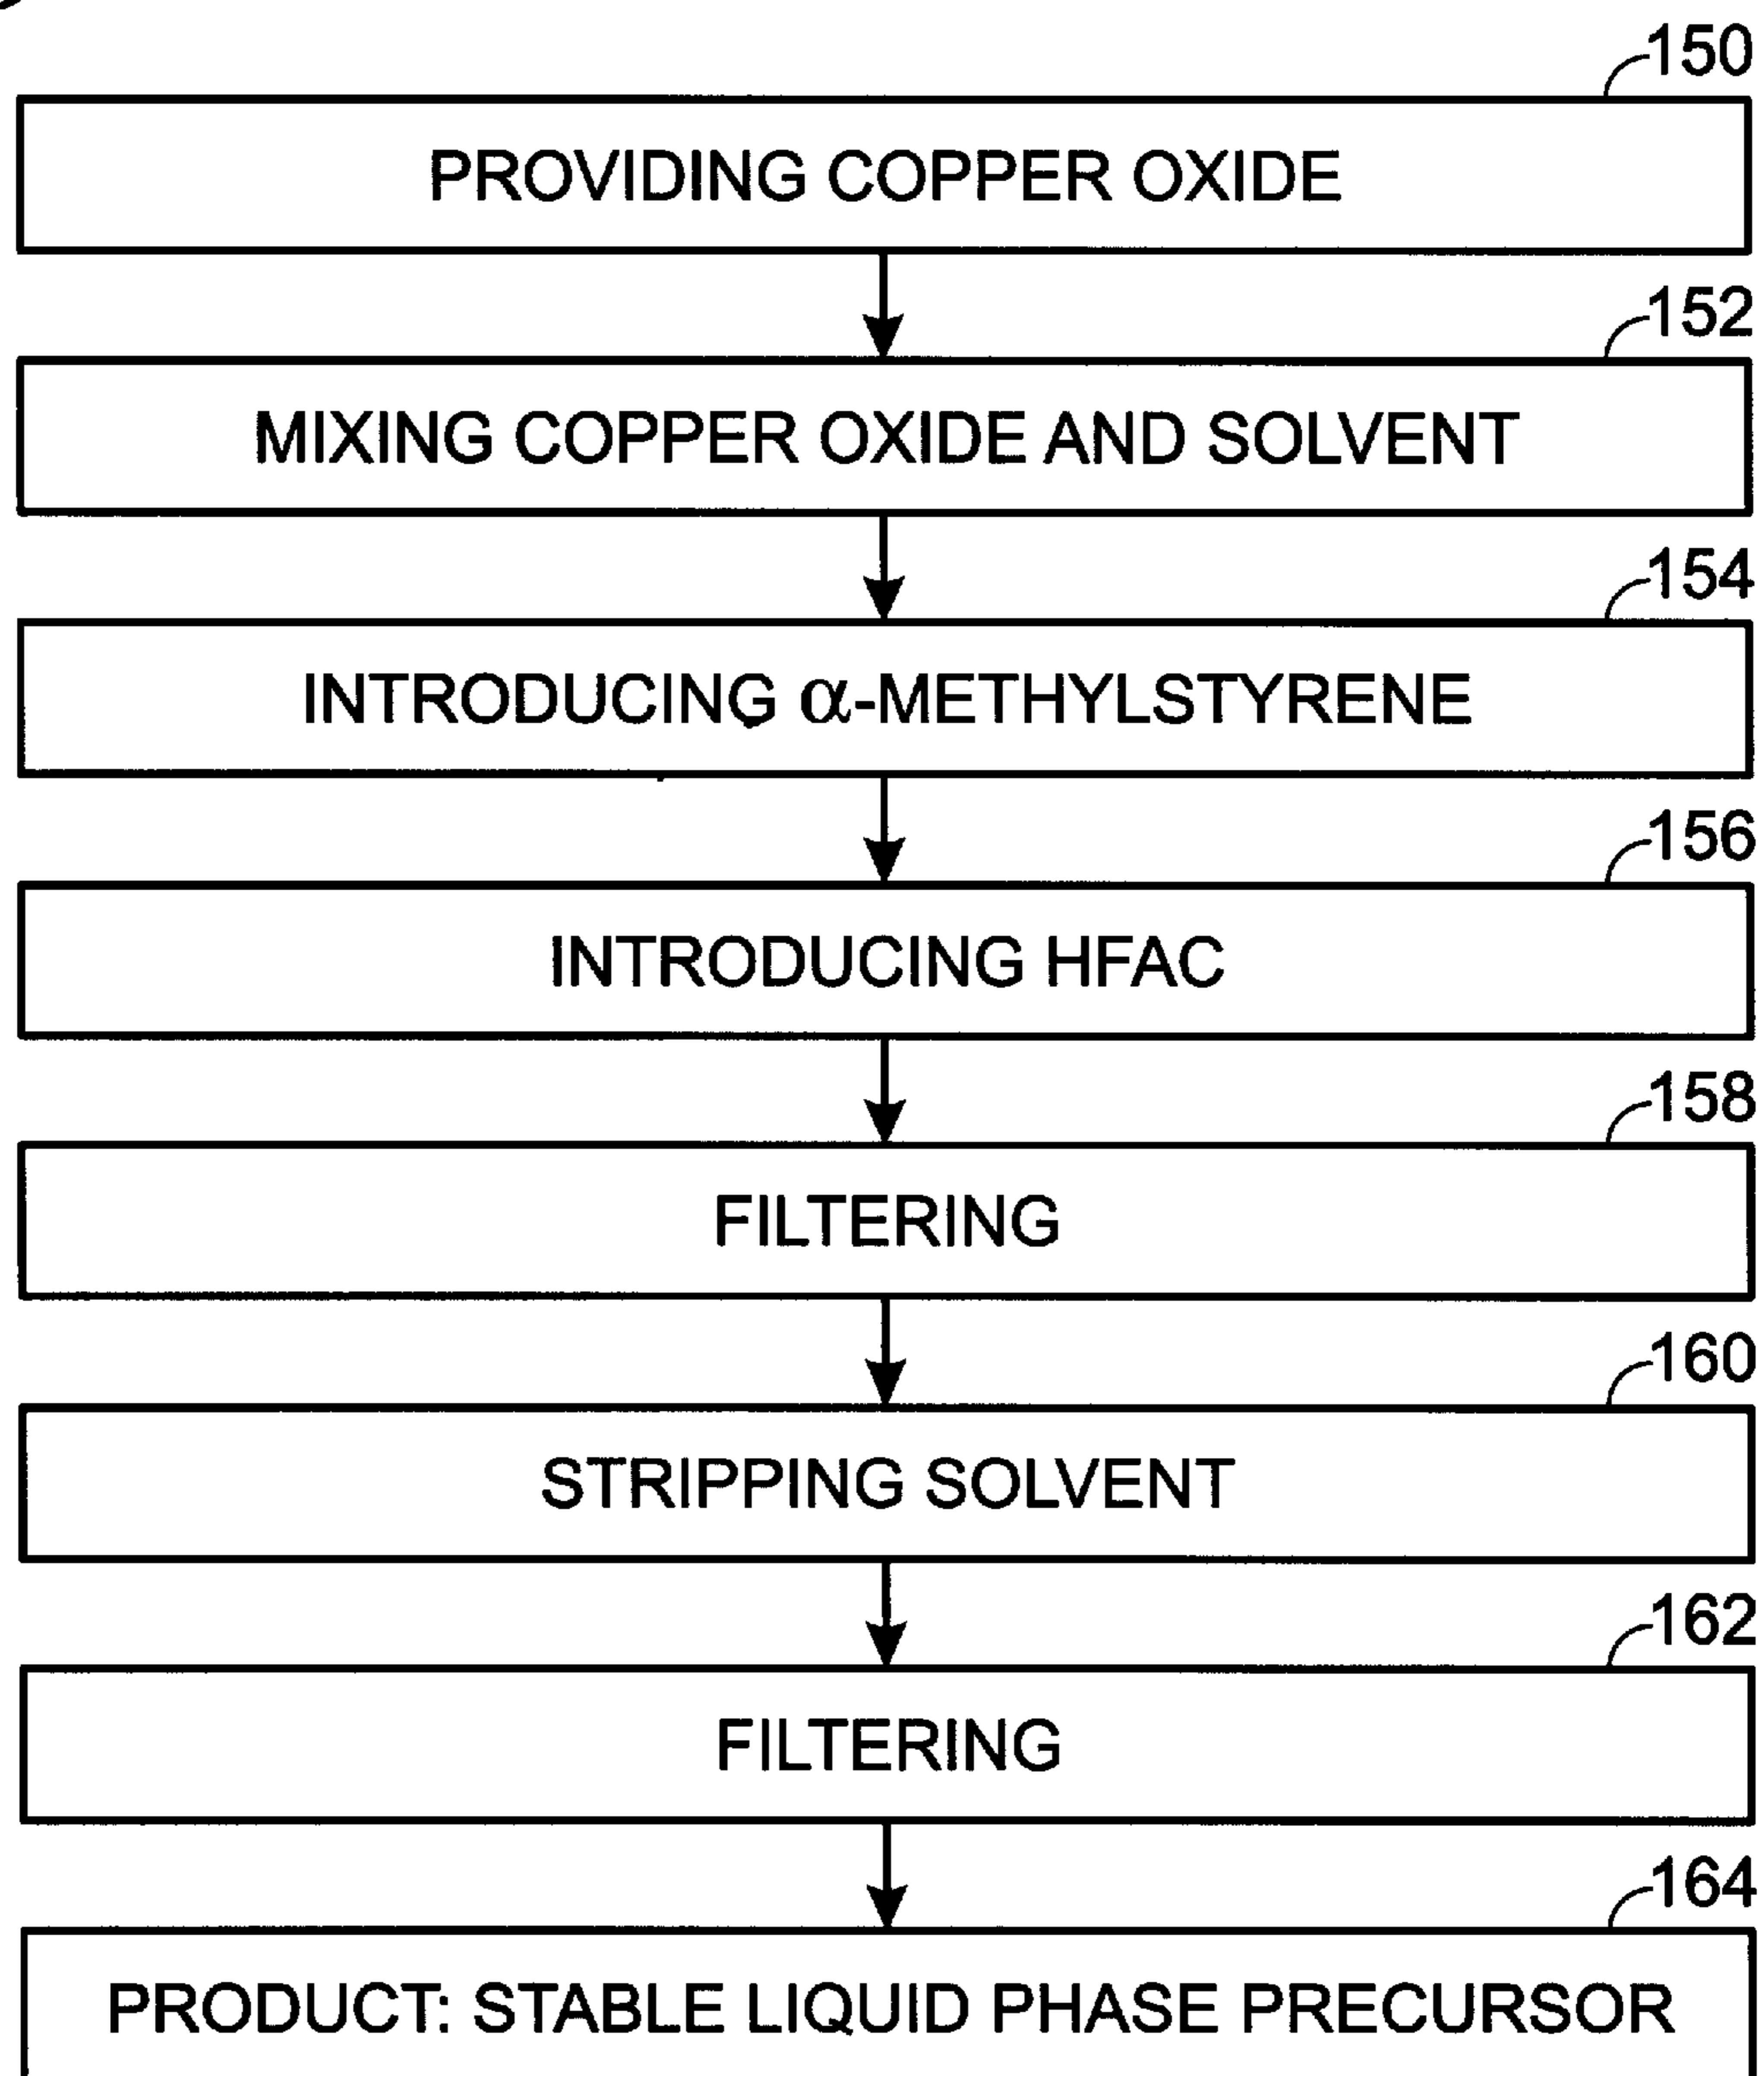 150
PROVIDING COPPER OXIDE
152
MIXING COPPER OXIDE AND SOLVENT
154
INTRODUCING α-METHYLSTYRENE
156
INTRODUCING HFAC
158
FILTERING
160
STRIPPING SOLVENT
162
FILTERING
164
PRODUCT: STABLE LIQUID PHASE PRECURSOR